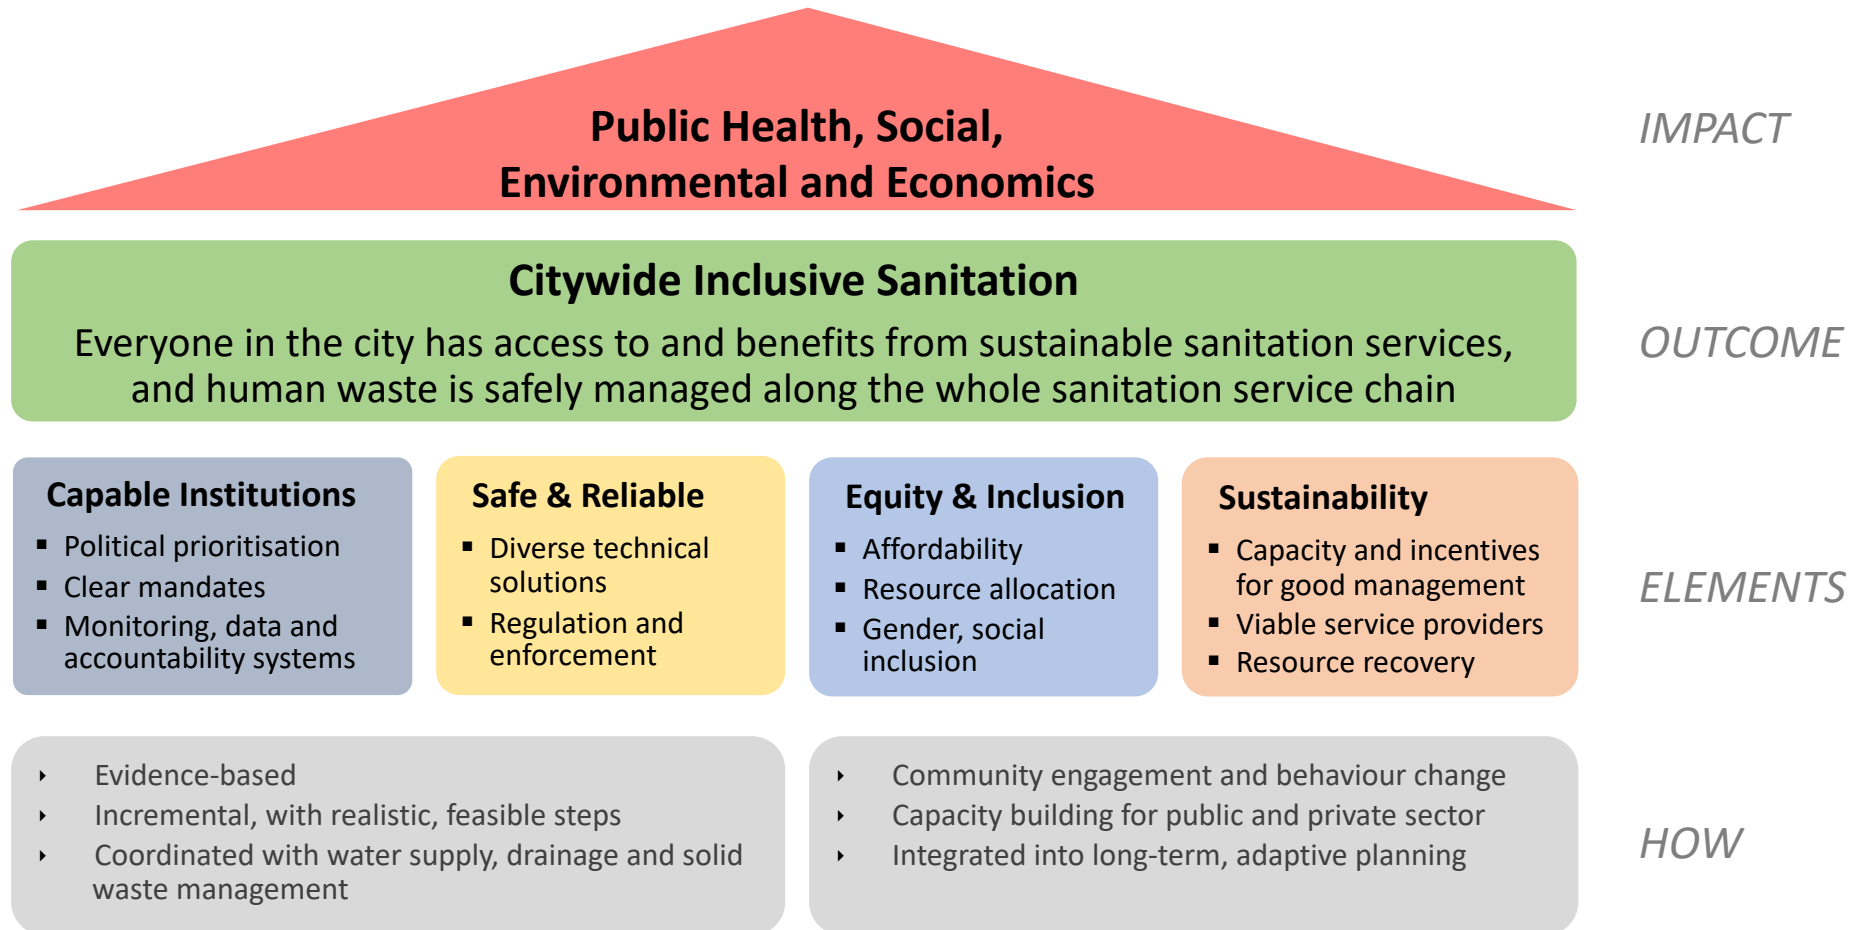 Public Health, Social,
Environmental and Economics
IMPACT
Citywide Inclusive Sanitation
Everyone in the city has access to and benefits from sustainable sanitation services,
and human waste is safely managed along the whole sanitation service chain
OUTCOME
Capable Institutions
▪ Political prioritisation
▪ Clear mandates
▪ Monitoring, data and
accountability systems
Safe & Reliable
▪ Diverse technical
solutions
▪ Regulation and
enforcement
Equity & Inclusion
▪ Affordability
▪ Resource allocation
▪ Gender, social
inclusion
Sustainability
▪ Capacity and incentives
for good management
▪ Viable service providers
▪ Resource recovery
ELEMENTS
‣ Evidence-based
‣ Incremental, with realistic, feasible steps
‣ Coordinated with water supply, drainage and solid
waste management
‣ Community engagement and behaviour change
‣ Capacity building for public and private sector
‣ Integrated into long-term, adaptive planning
HOW